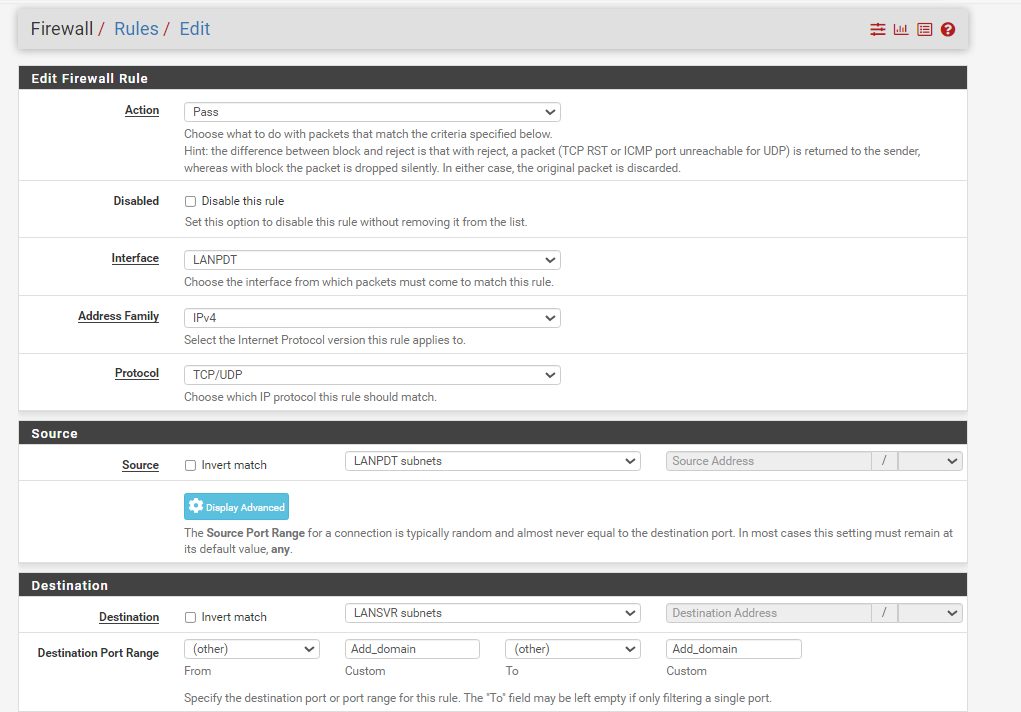 Firewall / Rules / Edit
Edit Firewall Rule
Action
Pass
Choose what to do with packets that match the criteria specified below.
Hint: the difference between block and reject is that with reject, a packet (TCP RST or ICMP port unreachable for UDP) is returned to the sender,
whereas with block the packet is dropped silently. In either case, the original packet is discarded.
Disabled
Disable this rule
Set this option to disable this rule without removing it from the list.
Interface
LANPDT
Choose the interface from which packets must come to match this rule.
Address Family
IPv4
Select the Internet Protocol version this rule applies to.
Protocol
TCP/UDP
Choose which IP protocol this rule should match.
Source
Source
Invert match
LANPDT subnets
Source Address
/
Display Advanced
The Source Port Range for a connection is typically random and almost never equal to the destination port. In most cases this setting must remain at
its default value, any.
Destination
Destination
Invert match
LANSVR subnets
Destination Address
/
Destination Port Range
(other)
Add_domain
(other)
Add_domain
From
Custom
To
Custom
Specify the destination port or port range for this rule. The "To" field may be left empty if only filtering a single port.